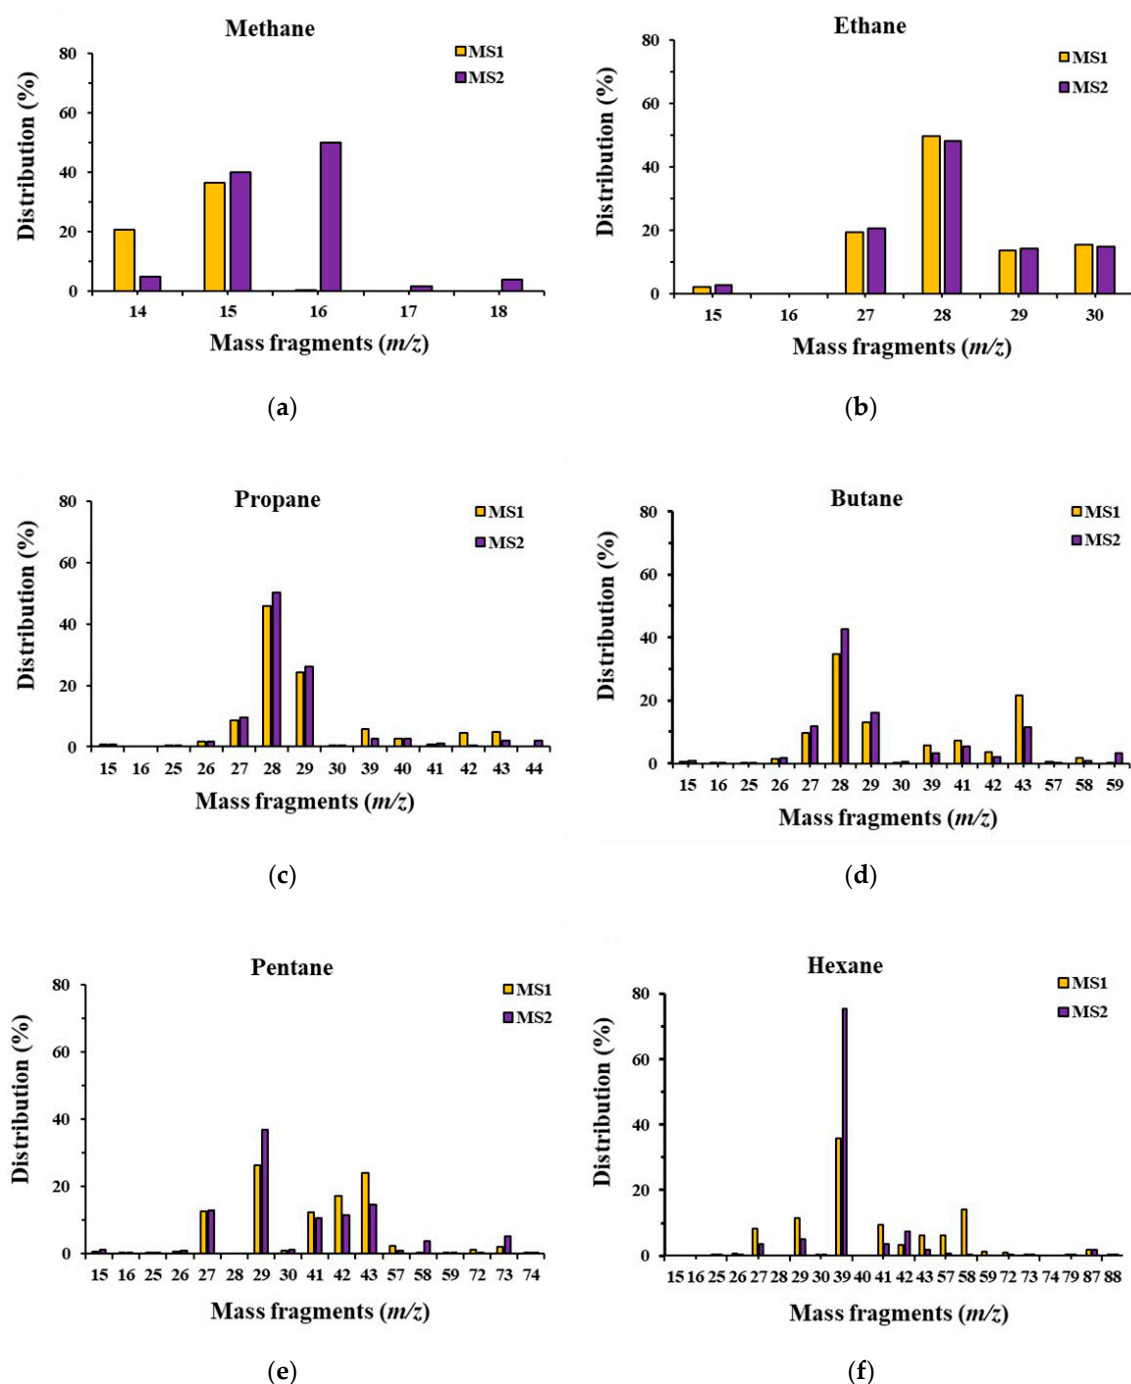 Methane
MS1
MS2
Distribution (%)
80
60
40
20
0
14 15 16 17 18
Mass fragments (m/z)
(a)
Ethane
MS1
MS2
Distribution (%)
80
60
40
20
0
15 16 27 28 29 30
Mass fragments (m/z)
(b)
Propane
MS1
MS2
Distribution (%)
80
60
40
20
0
15 16 25 26 27 28 29 30 39 40 41 42 43 44
Mass fragments (m/z)
(c)
Butane
MS1
MS2
Distribution (%)
80
60
40
20
0
15 16 25 26 27 28 29 30 39 41 42 43 57 58 59
Mass fragments (m/z)
(d)
Pentane
MS1
MS2
Distribution (%)
80
60
40
20
0
15 16 25 26 27 28 29 30 41 42 43 57 58 59 72 73 74
Mass fragments (m/z)
(e)
Hexane
MS1
MS2
Distribution (%)
80
60
40
20
0
15 16 25 26 27 28 29 30 39 40 41 42 43 57 58 59 72 73 74 79 87 88
Mass fragments (m/z)
(f)